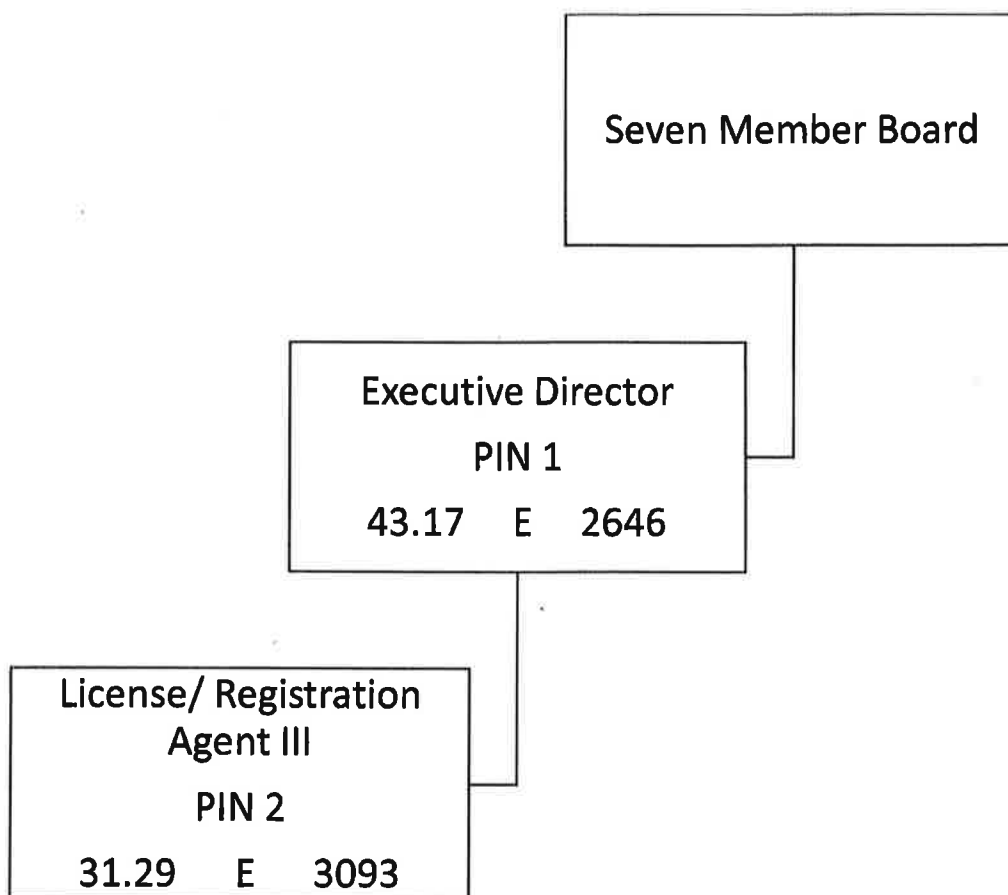 Seven Member Board
Executive Director
PIN 1
43.17 E 2646
License/ Registration
Agent III
PIN 2
31.29 E 3093